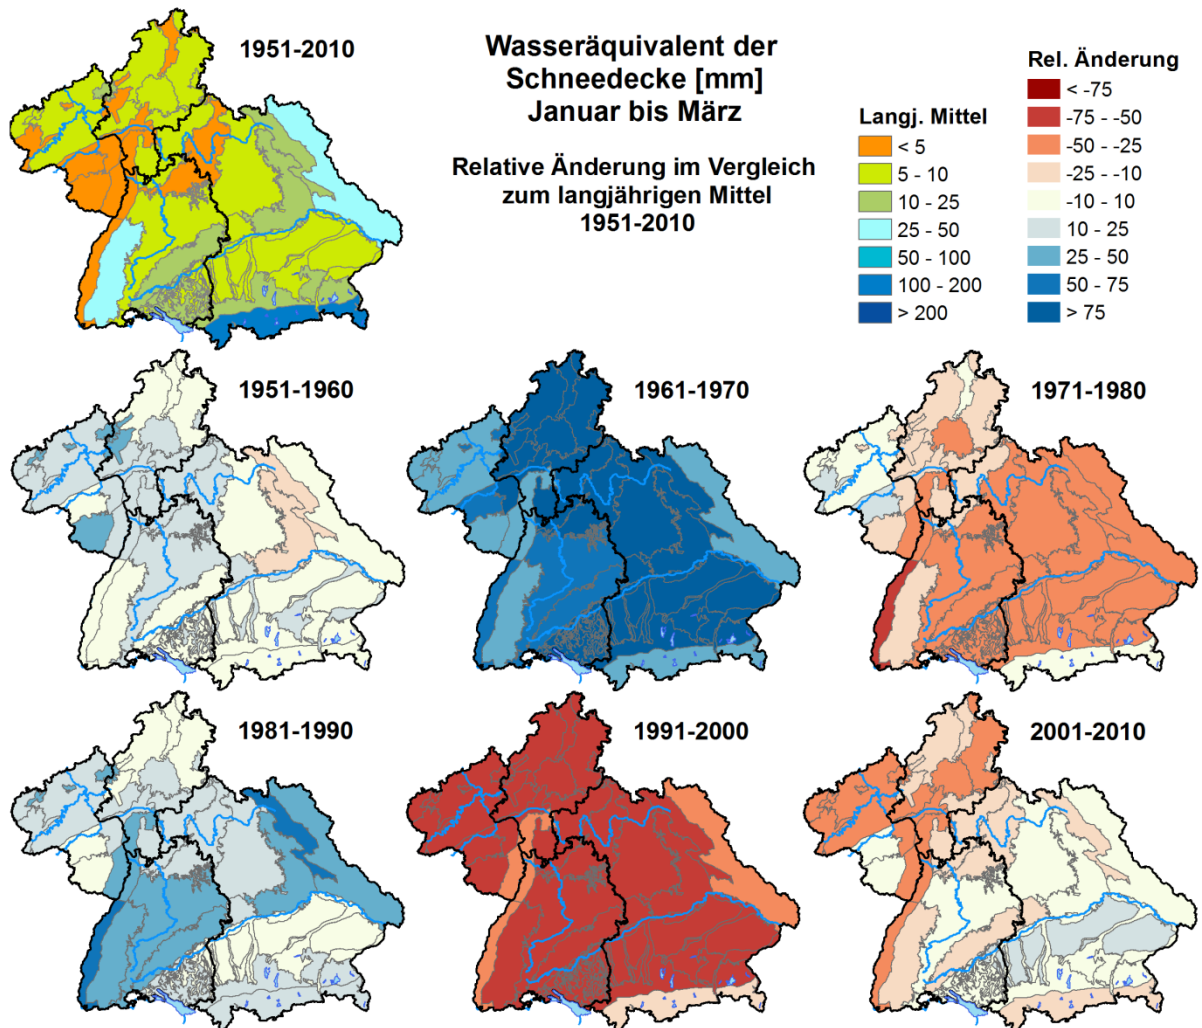 1951-2010
Wasseräquivalent der
Schneedecke [mm]
Januar bis März
Relative Änderung im Vergleich
zum langjährigen Mittel
1951-2010
Langj. Mittel
< 5
5 - 10
10 - 25
25 - 50
50 - 100
100 - 200
> 200
Rel. Änderung
< -75
-75 - -50
-50 - -25
-25 - -10
-10 - 10
10 - 25
25 - 50
50 - 75
> 75
1951-1960
1961-1970
1971-1980
1981-1990
1991-2000
2001-2010